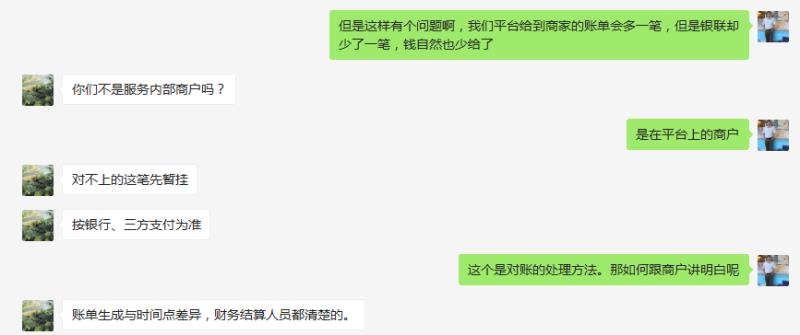 但是这样有个问题啊，我们平台给到商家的账单会多一笔，但是银联却
少了一笔，钱自然也少给了
你们不是服务内部商户吗？
是在平台上的商户
对不上的这笔先暂挂
按银行、三方支付为准
这个是对账的处理方法。那如何跟商户讲明白呢
账单生成与时间点差异，财务结算人员都清楚的。